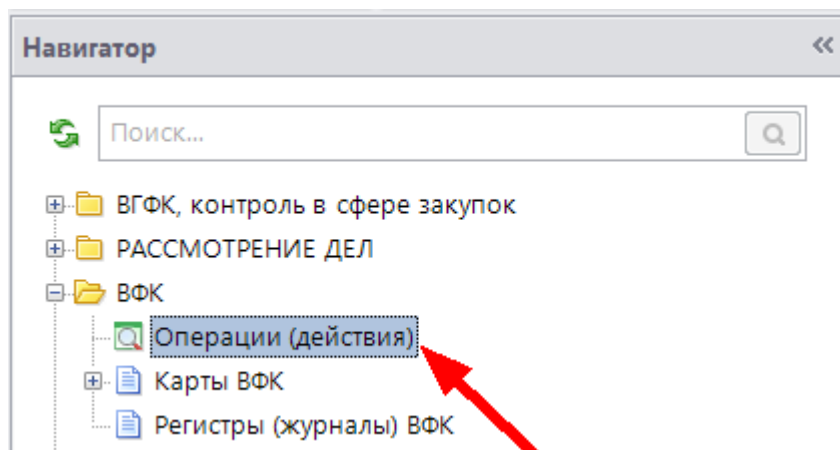 Навигатор
Поиск...
ВГФК, контроль в сфере закупок
РАССМОТРЕНИЕ ДЕЛ
ВФК
Операции (действия)
Карты ВФК
Регистры (журналы) ВФК